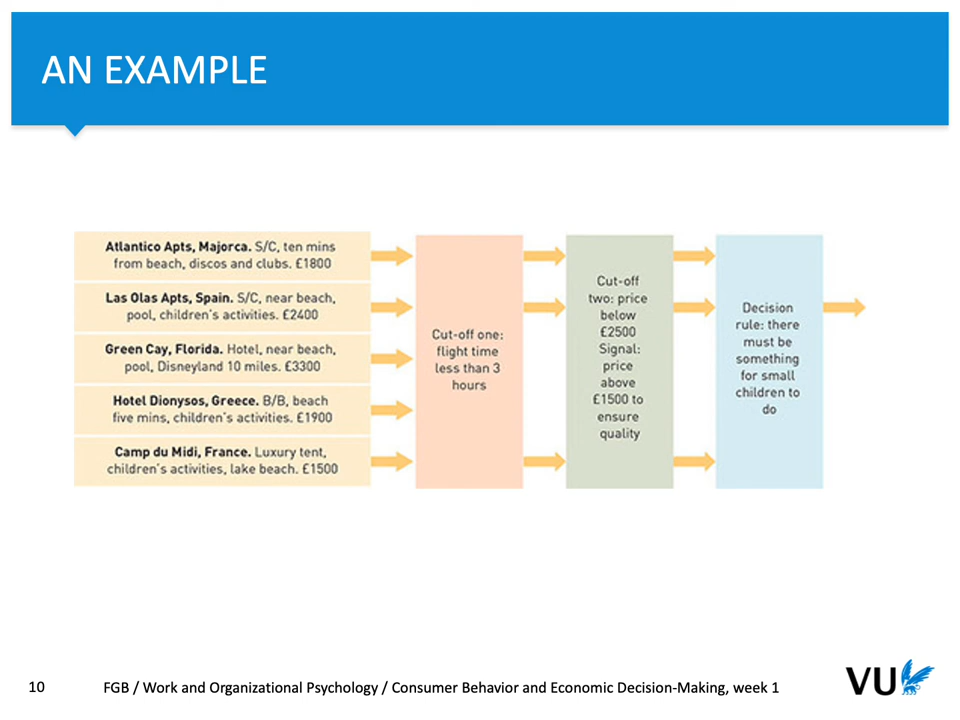 AN EXAMPLE
Atlantico Apts, Majorca. S/C, ten mins
from beach, discos and clubs. £1800
Las Olas Apts, Spain. S/C, near beach,
pool, children's activities. £2400
Green Cay, Florida. Hotel, near beach,
pool, Disneyland 10 miles. £3300
Hotel Dionysos, Greece. B/B, beach
five mins, children's activities. £1900
Camp du Midi, France. Luxury tent,
children's activities, lake beach. £1500
Cut-off one:
flight time
less than 3
hours
Cut-off
two: price
below
£2500
Signal:
price
above
£1500 to
ensure
quality
Decision
rule: there
must be
something
for small
children to
do
10
FGB / Work and Organizational Psychology / Consumer Behavior and Economic Decision-Making, week 1
VU